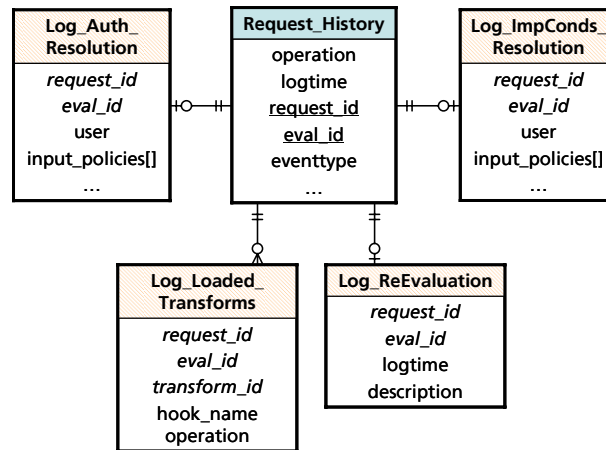 Log_Auth_
Resolution
request_id
eval_id
user
input_policies[]
...
Request_History
operation
logtime
request_id
eval_id
eventtype
...
Log_ImpConds_
Resolution
request_id
eval_id
user
input_policies[]
...
Log_Loaded_
Transforms
request_id
eval_id
transform_id
hook_name
operation
Log_ReEvaluation
request_id
eval_id
logtime
description